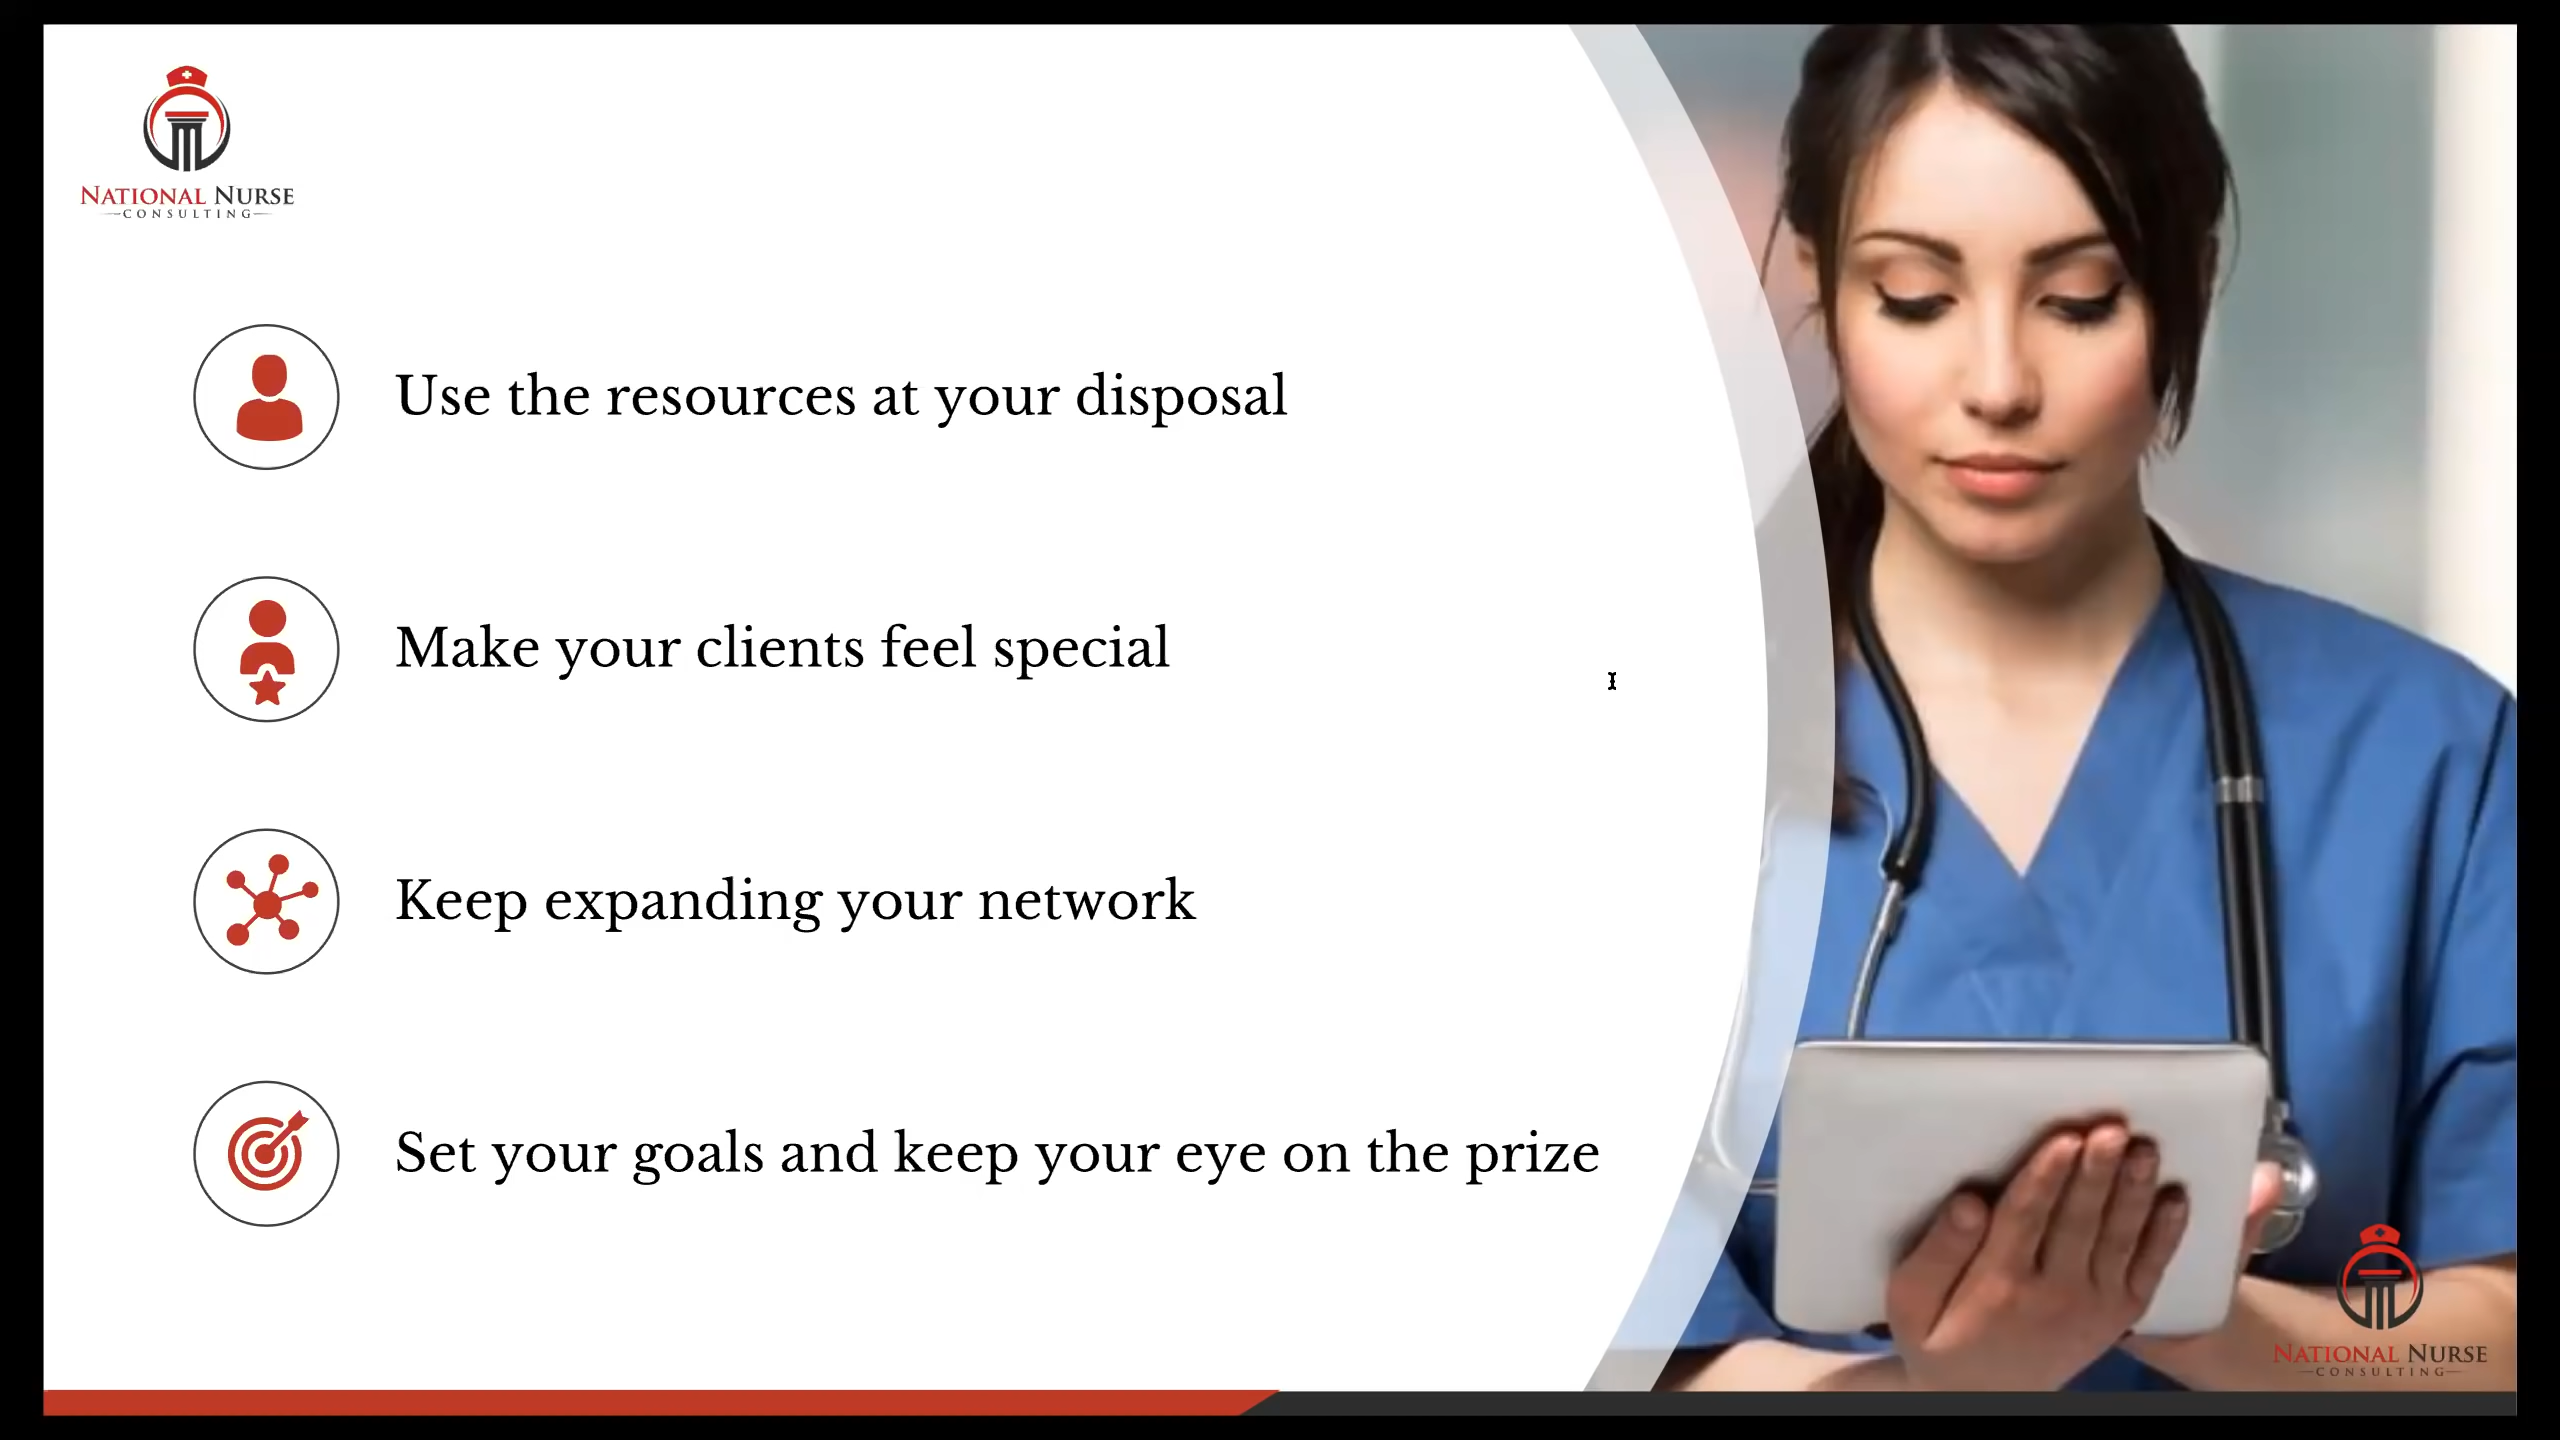 NATIONAL NURSE
CONSULTING
Use the resources at your disposal
Make your clients feel special
Keep expanding your network
Set your goals and keep your eye on the prize
NATIONAL NURSE
CONSULTING